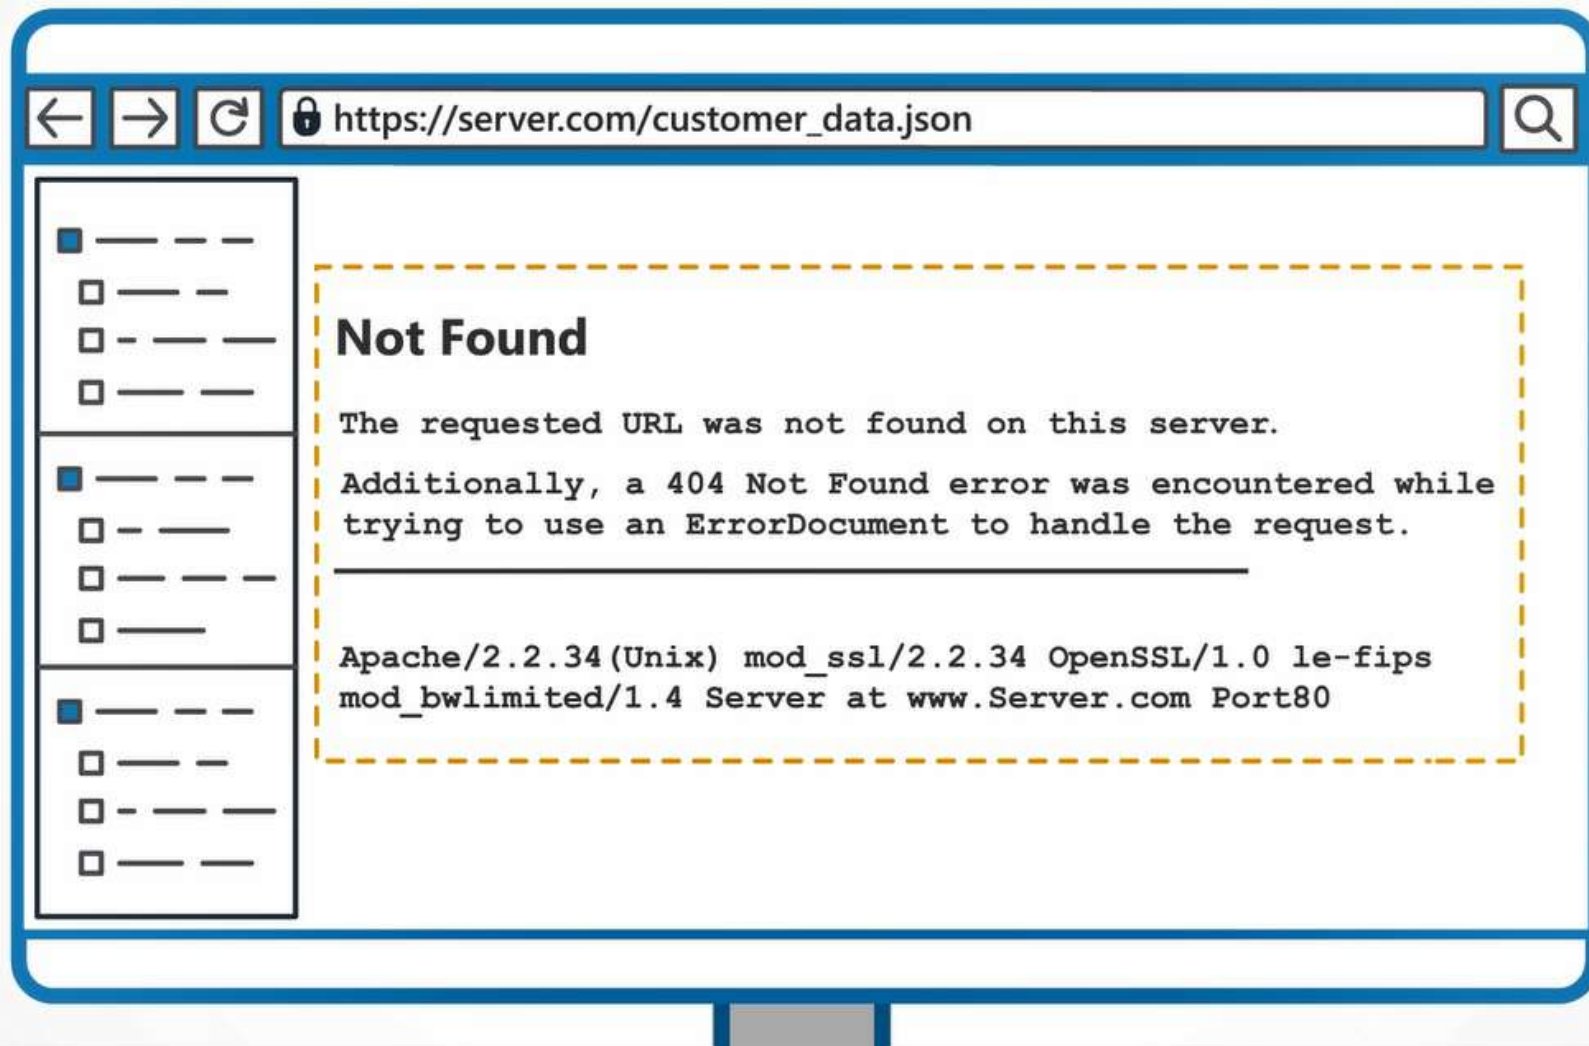 https://server.com/customer_data.json
Not Found
The requested URL was not found on this server.
Additionally, a 404 Not Found error was encountered while
trying to use an ErrorDocument to handle the request.
Apache/2.2.34(Unix) mod_ssl/2.2.34 OpenSSL/1.0 le-fips
mod_bwlimited/1.4 Server at www.Server.com Port80